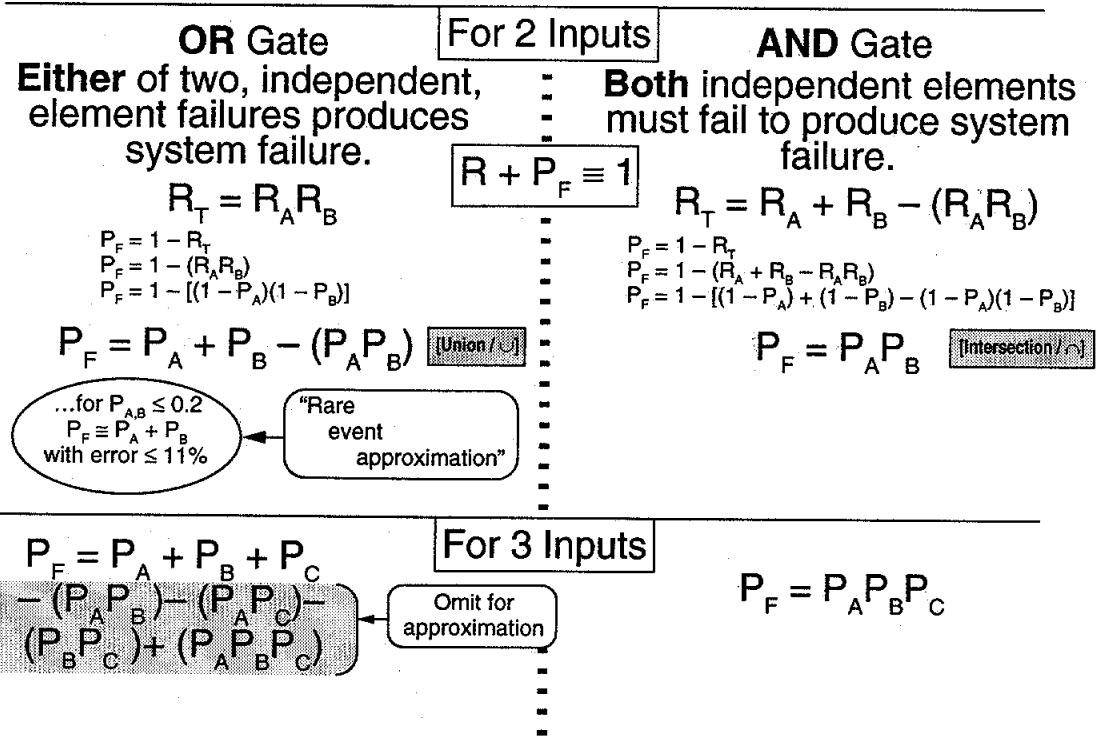 For 2 Inputs
R + P_F ≡ 1
OR Gate
Either of two, independent,
element failures produces
system failure.
R_T = R_A R_B
P_F = 1 – R_T
P_F = 1 – (R_A R_B)
P_F = 1 – [(1 – P_A)(1 – P_B)]
P_F = P_A + P_B – (P_A P_B) [Union / ∪]
...for P_A,B ≤ 0.2
P_F ≅ P_A + P_B
with error ≤ 11%
“Rare
event
approximation”
AND Gate
Both independent elements
must fail to produce system
failure.
R_T = R_A + R_B – (R_A R_B)
P_F = 1 – R_T
P_F = 1 – (R_A + R_B – R_A R_B)
P_F = 1 – [(1 – P_A) + (1 – P_B) – (1 – P_A)(1 – P_B)]
P_F = P_A P_B [Intersection / ∩]
For 3 Inputs
P_F = P_A + P_B + P_C
– (P_A P_B) – (P_A P_C) –
(P_B P_C) + (P_A P_B P_C)
Omit for
approximation
P_F = P_A P_B P_C